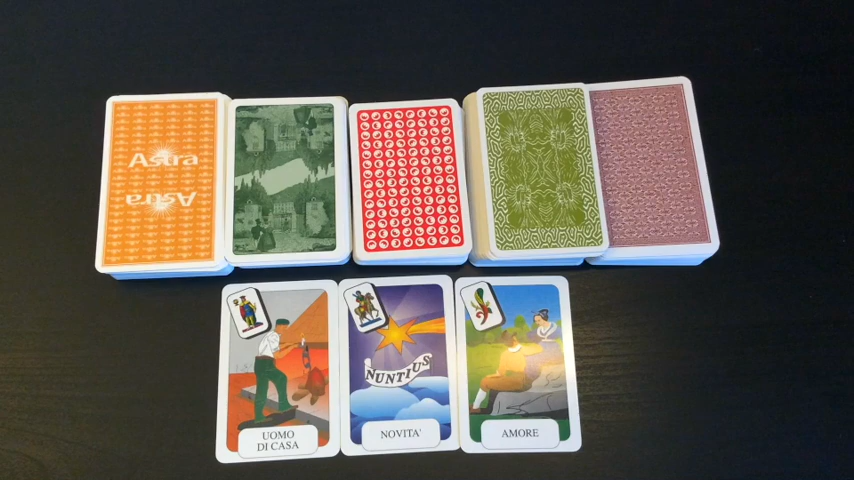 Astra
Astra
NUNTIUS
UOMO
DI CASA
NOVITA'
AMORE